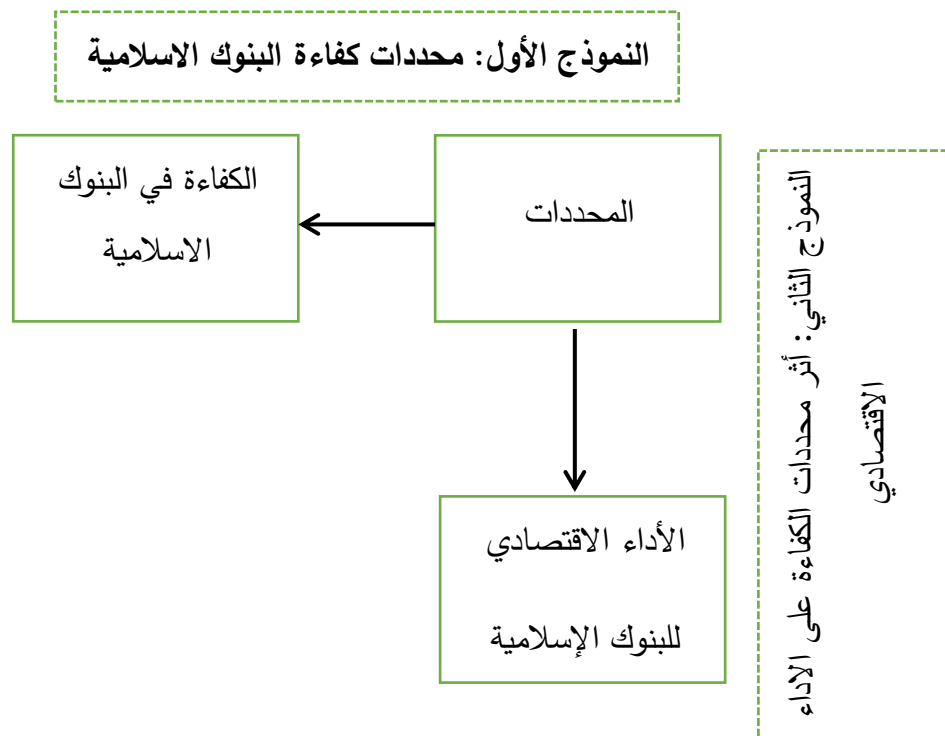 النموذج الأول: محددات كفاءة البنوك الاسلامية
المحددات
الكفاءة في البنوك
الاسلامية
النموذج الثاني: أثر محددات الكفاءة على الاداء
الاقتصادي
الأداء الاقتصادي
للبنوك الإسلامية